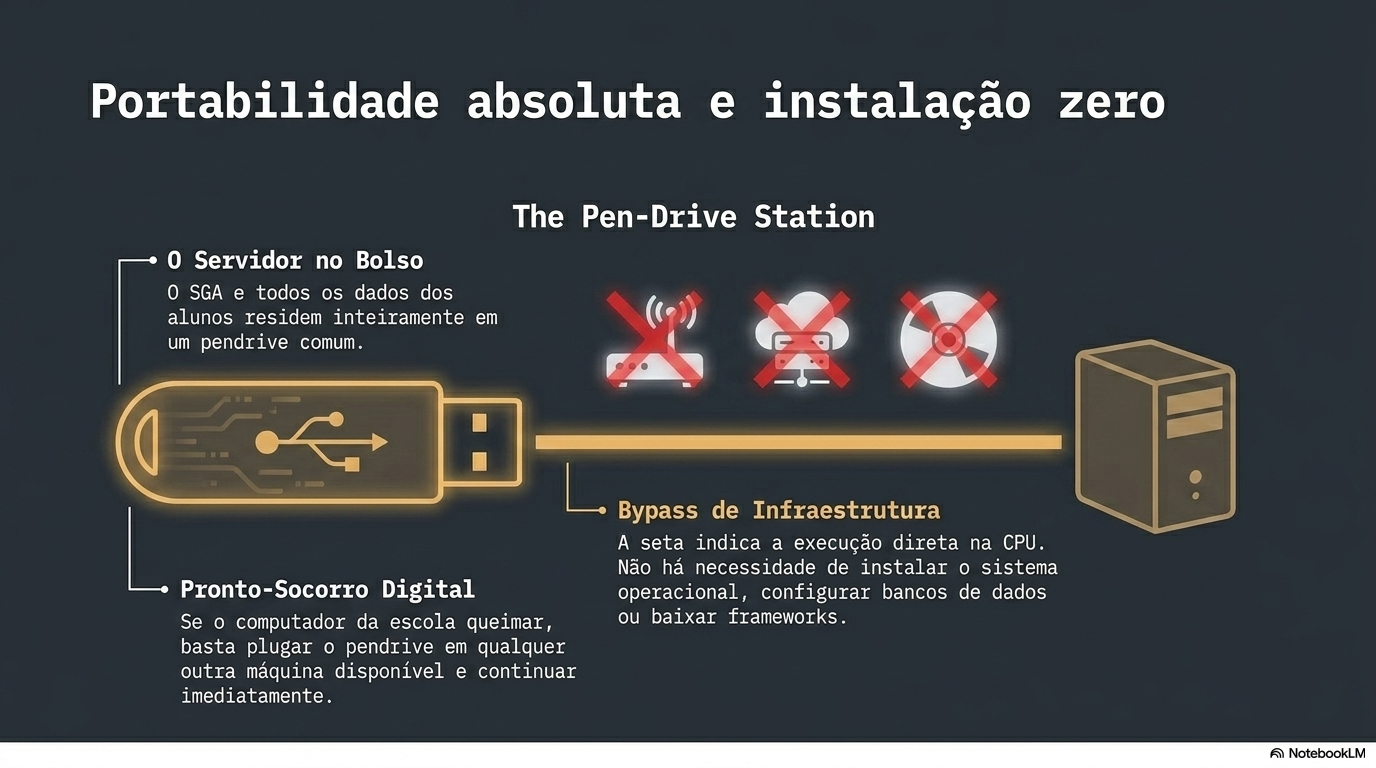 Portabilidade absoluta e instalação zero
The Pen-Drive Station
O Servidor no Bolso
O SGA e todos os dados dos
alunos residem inteiramente em
um pendrive comum.
Bypass de Infraestrutura
A seta indica a execução direta na CPU.
Não há necessidade de instalar o sistema
operacional, configurar bancos de dados
ou baixar frameworks.
Pronto-Socorro Digital
Se o computador da escola queimar,
basta plugar o pendrive em qualquer
outra máquina disponível e continuar
imediatamente.
NotebookLM